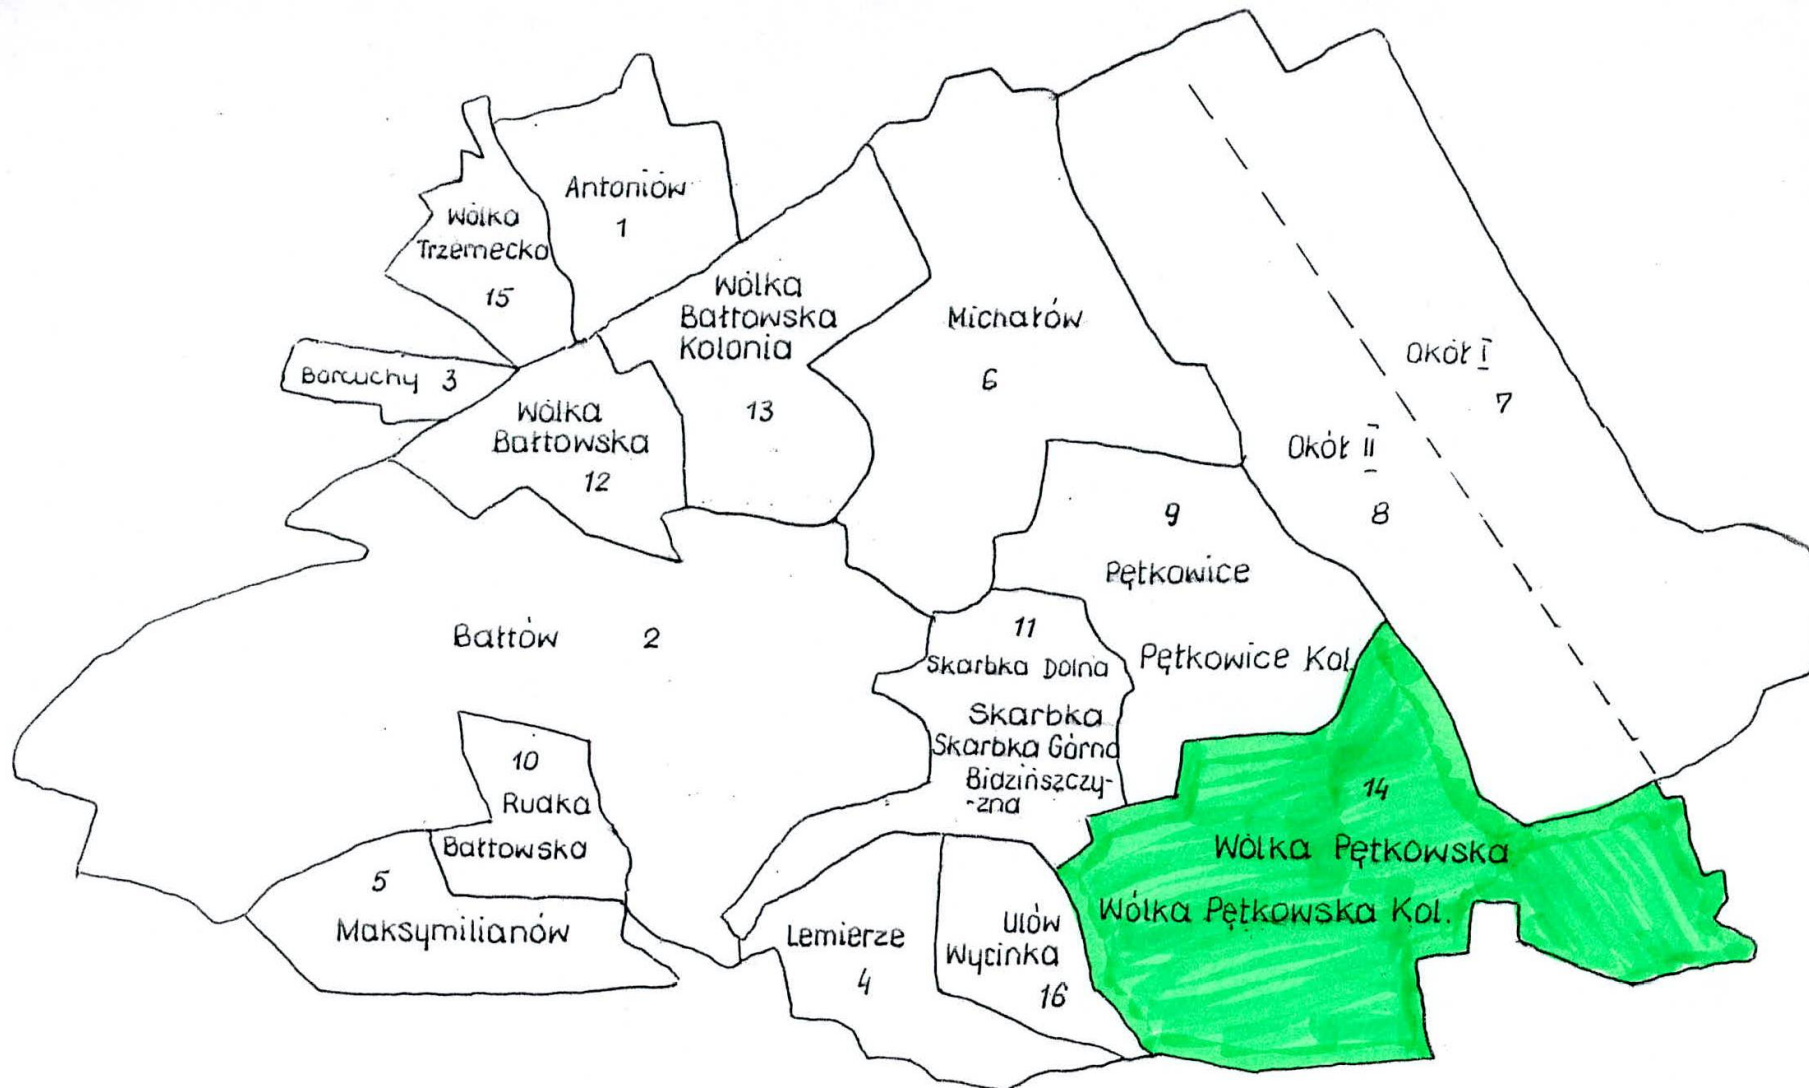 Antoniów
1
Wólka
Trzemecka
15
Borcuchy 3
Wólka
Bałtowska
12
Wólka
Bałtowska
Kolonia
13
Michałów
6
Okół I
7
Okół II
8
9
Pętkowice
Pętkowice Kol.
Bałtów 2
11
Skarbka Dolna
Skarbka
Skarbka Górna
Bidzińszczy-
-zna
10
Rudka
Bałtowska
5
Maksymilianów
Lemierze
4
Ulów
Wycinka
16
14
Wólka Pętkowska
Wólka Pętkowska Kol.